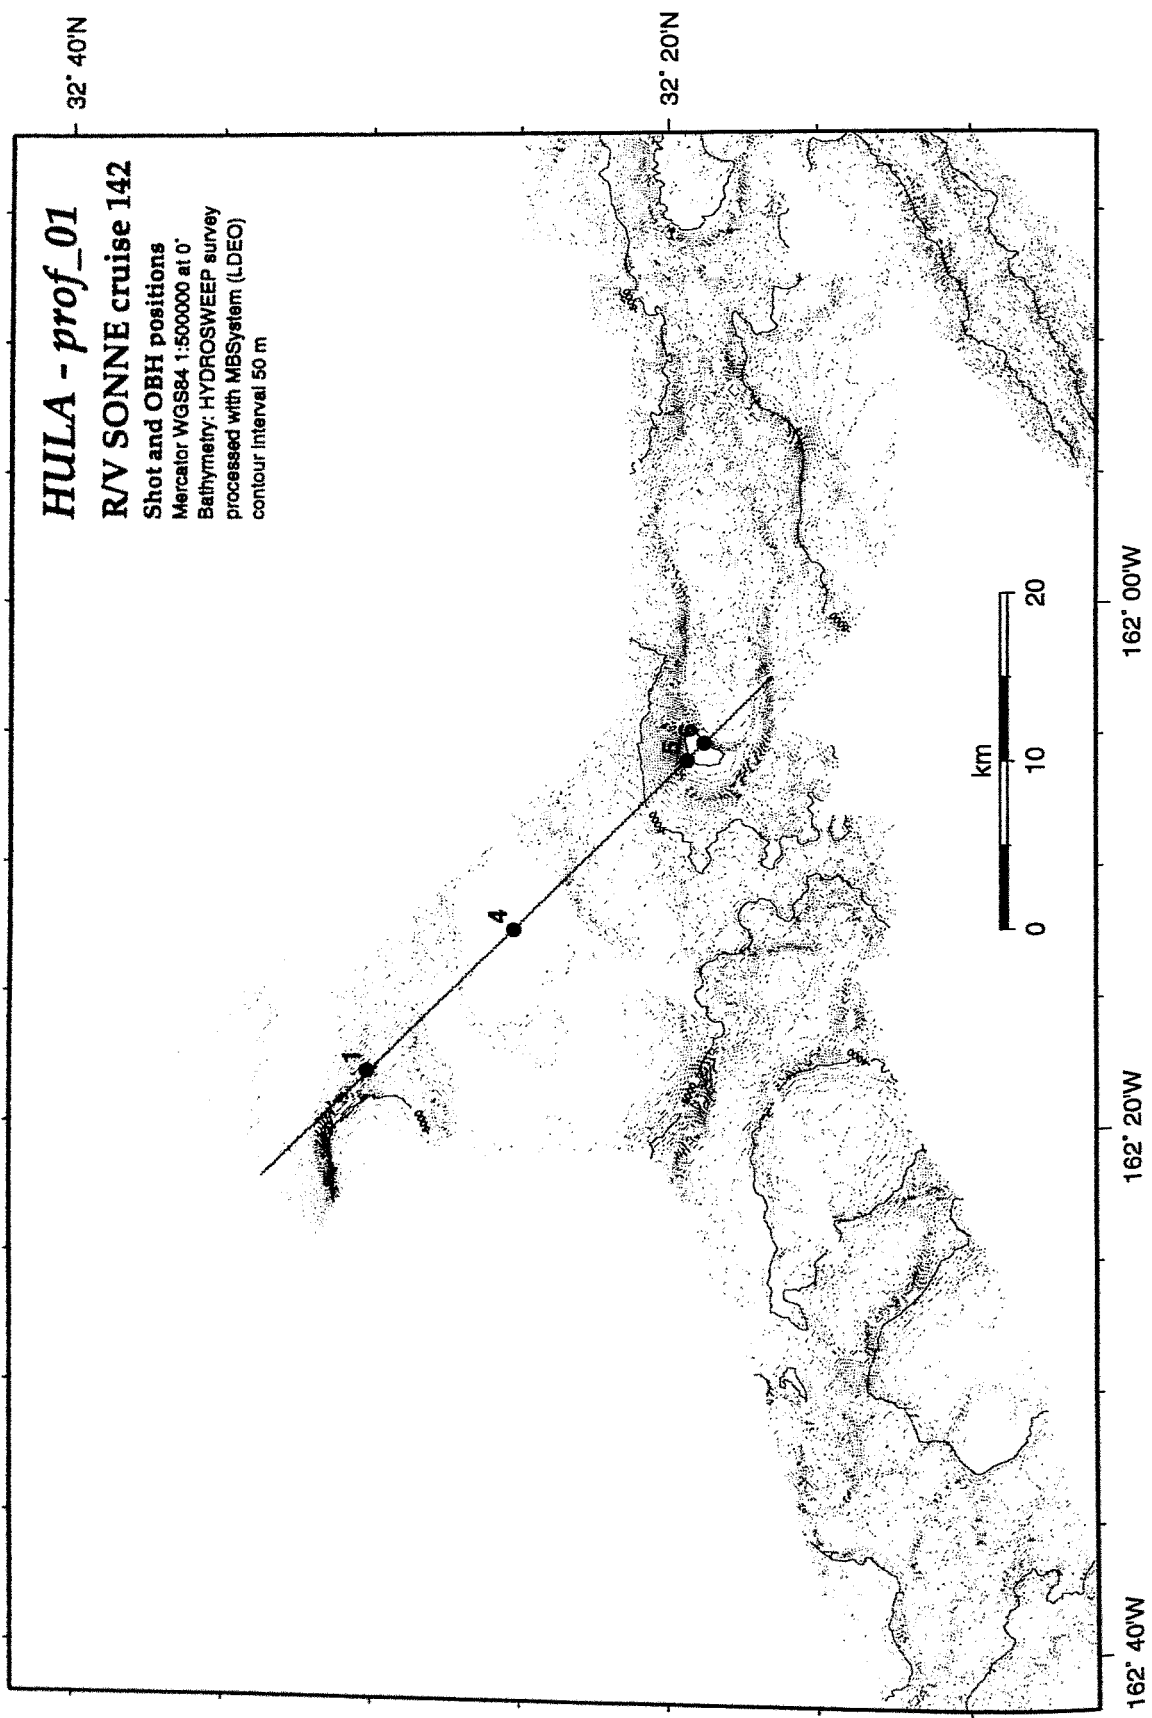 HULA - prof_01
R/V SONNE cruise 142
Shot and OBH positions
Mercator WGS84 1:500000 at 0°
Bathymetry: HYDROSWEEP survey
processed with MBSystem (LDEO)
contour interval 50 m
32° 40'N
32° 20'N
1
4
5
6
km
0
10
20
162° 40'W
162° 20'W
162° 00'W